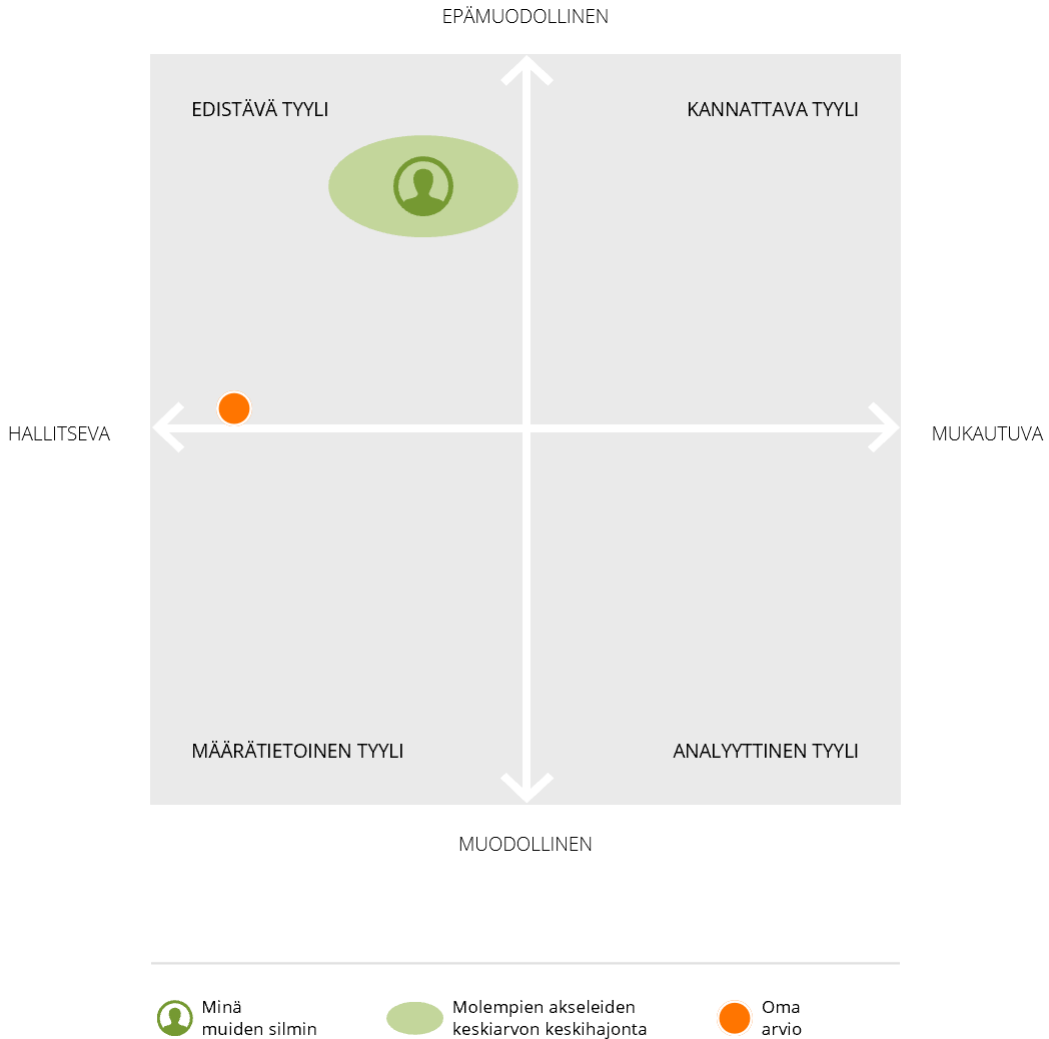 EPÄMUODOLLINEN
EDISTÄVÄ TYYLI
KANNATTAVA TYYLI
HALLITSEVA
MUKAUTUVA
MÄÄRÄTIETOINEN TYYLI
ANALYYTTINEN TYYLI
MUODOLLINEN
Minä
muiden silmin
Molempien akseleiden
keskiarvon keskihajonta
Oma
arvio